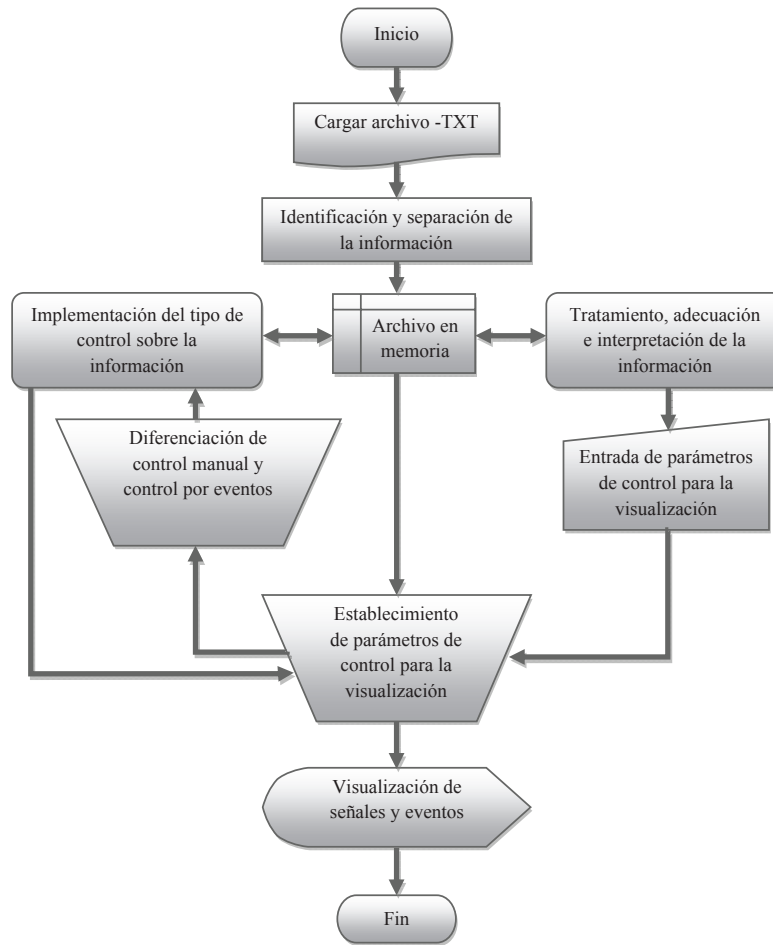 Inicio
Cargar archivo -TXT
Identificación y separación de
la información
Implementación del tipo de
control sobre la
información
Archivo en
memoria
Tratamiento, adecuación
e interpretación de la
información
Diferenciación de
control manual y
control por eventos
Entrada de parámetros
de control para la
visualización
Establecimiento
de parámetros de
control para la
visualización
Visualización de
señales y eventos
Fin